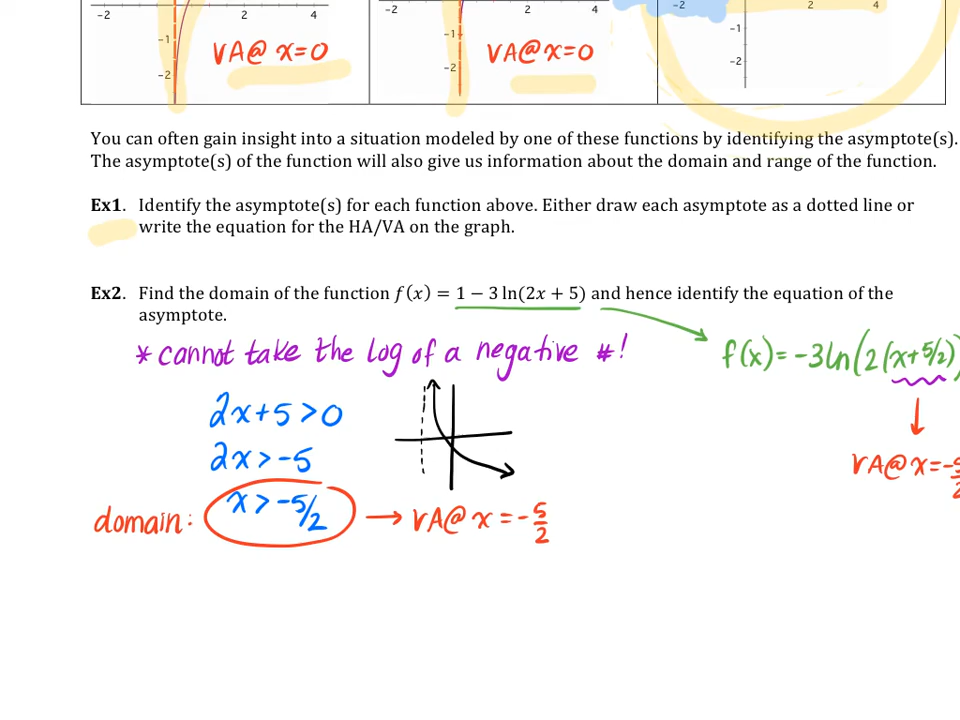 -2 2 4 -2 2 4 -2 2 4
-1 -1 -1
-2 -2 -2
VA@ x=0 VA@ x=0
You can often gain insight into a situation modeled by one of these functions by identifying the asymptote(s).
The asymptote(s) of the function will also give us information about the domain and range of the function.
Ex1. Identify the asymptote(s) for each function above. Either draw each asymptote as a dotted line or
write the equation for the HA/VA on the graph.
Ex2. Find the domain of the function f(x) = 1 − 3 ln(2x + 5) and hence identify the equation of the
asymptote.
* cannot take the log of a negative #!
f(x)= -3ln(2(x+5/2)
2x+5 >0
2x > -5
VA@ x=-5/2
domain: x > -5/2 → VA@ x = -5/2